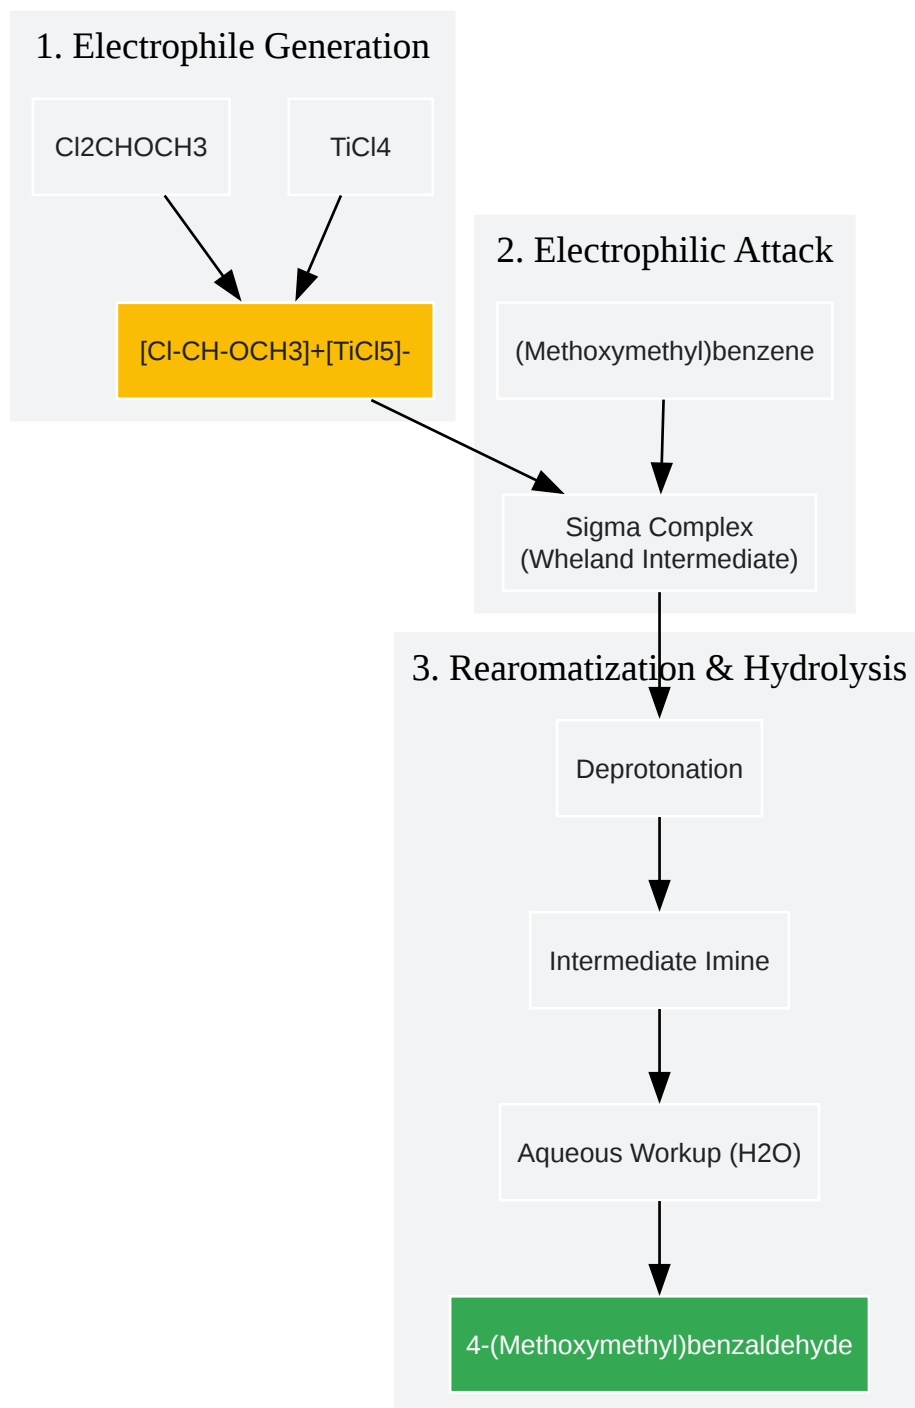 1. Electrophile Generation
Cl2CHOCH3
TiCl4
[Cl-CH-OCH3]+[TiCl5]-
2. Electrophilic Attack
(Methoxymethyl)benzene
Sigma Complex
(Wheland Intermediate)
3. Rearomatization & Hydrolysis
Deprotonation
Intermediate Imine
Aqueous Workup (H2O)
4-(Methoxymethyl)benzaldehyde